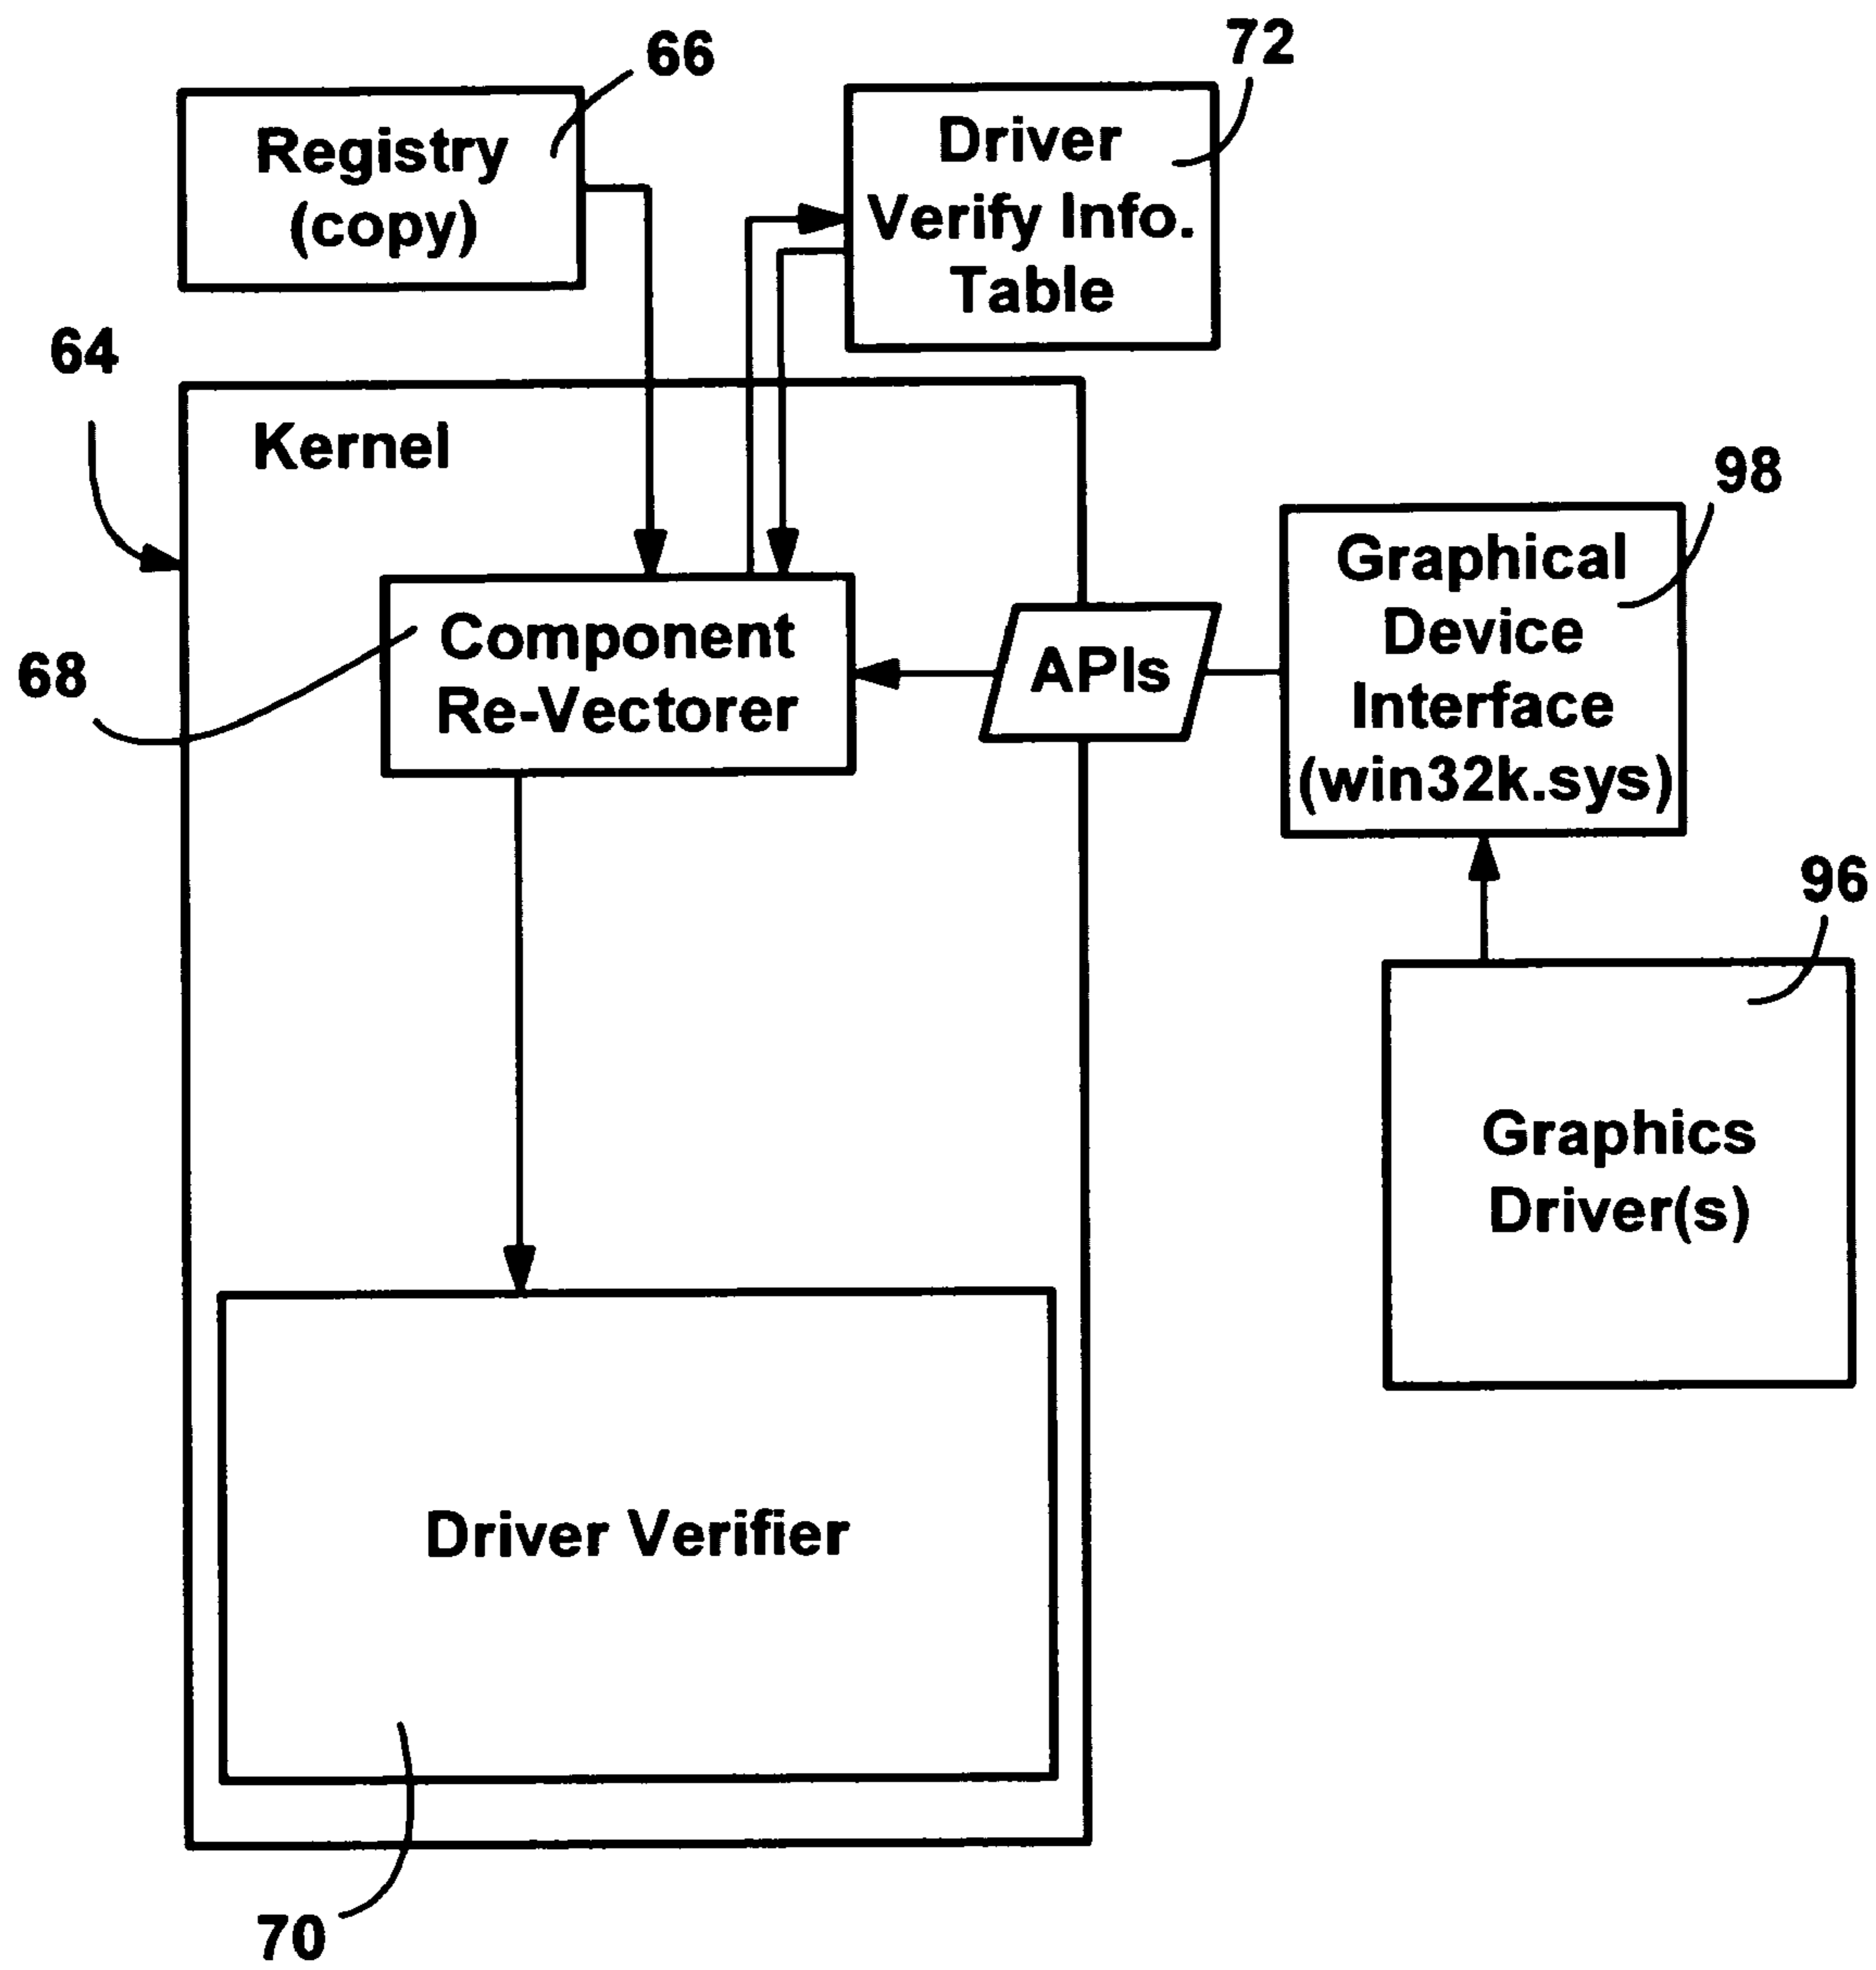 66
72
Registry
(copy)
Driver
Verify Info.
Table
64
Kernel
98
Graphical
Device
Interface
(win32k.sys)
68
Component
Re-Vectorer
APIs
96
Graphics
Driver(s)
Driver Verifier
70